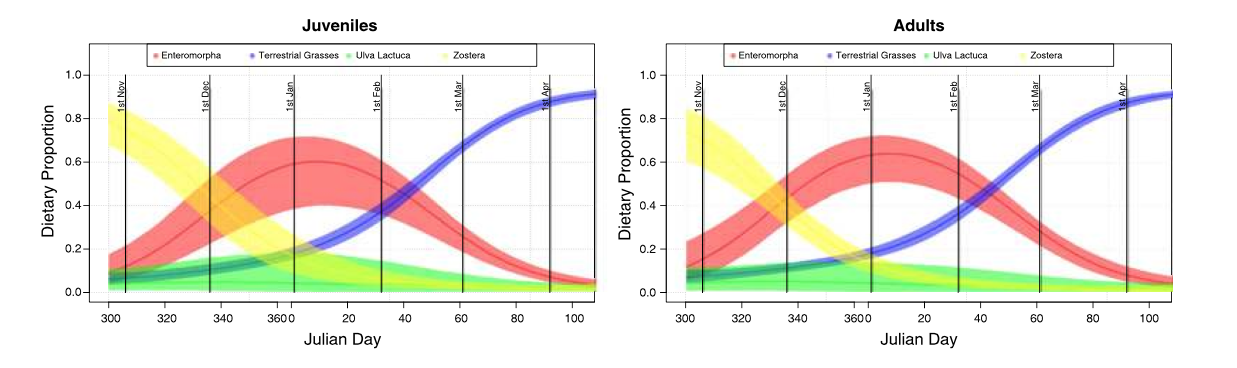 Juveniles
Enteromorpha Terrestrial Grasses Ulva Lactuca Zostera
1.0
0.8
0.6
0.4
0.2
0.0
Dietary Proportion
1st Nov
1st Dec
1st Jan
1st Feb
1st Mar
1st Apr
300 320 340 360 0 20 40 60 80 100
Julian Day
Adults
Enteromorpha Terrestrial Grasses Ulva Lactuca Zostera
1.0
0.8
0.6
0.4
0.2
0.0
Dietary Proportion
1st Nov
1st Dec
1st Jan
1st Feb
1st Mar
1st Apr
300 320 340 360 0 20 40 60 80 100
Julian Day